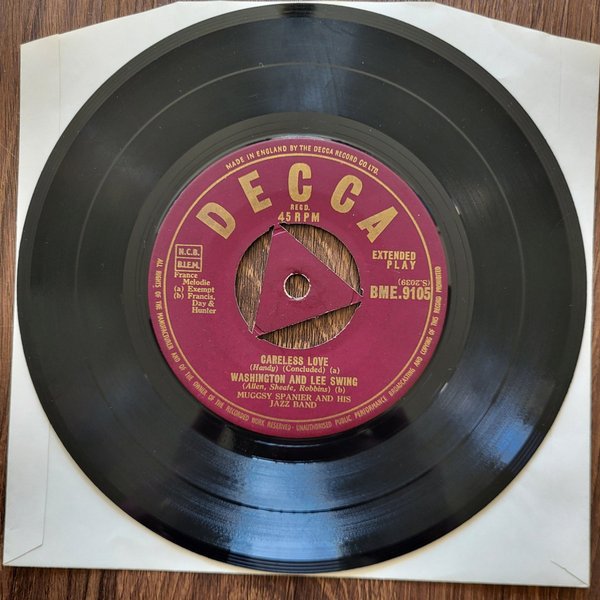 MADE IN ENGLAND BY THE DECCA RECORD CO. LTD.
DECCA
REGD.
45 RPM
N.C.B.
B.I.E.M.
France
Melodie
(a) Exempt
(b) Francis,
Day &
Hunter
EXTENDED
PLAY
(S.2039)
BME.9105
CARELESS LOVE
(Handy) (Concluded) (a)
WASHINGTON AND LEE SWING
(Allen, Sheafe, Robbins) (b)
MUGGSY SPANIER AND HIS
JAZZ BAND
ALL RIGHTS OF THE MANUFACTURER AND OF THE OWNER OF THE RECORDED WORK RESERVED · UNAUTHORISED PUBLIC PERFORMANCE BROADCASTING AND COPYING OF THIS RECORD PROHIBITED